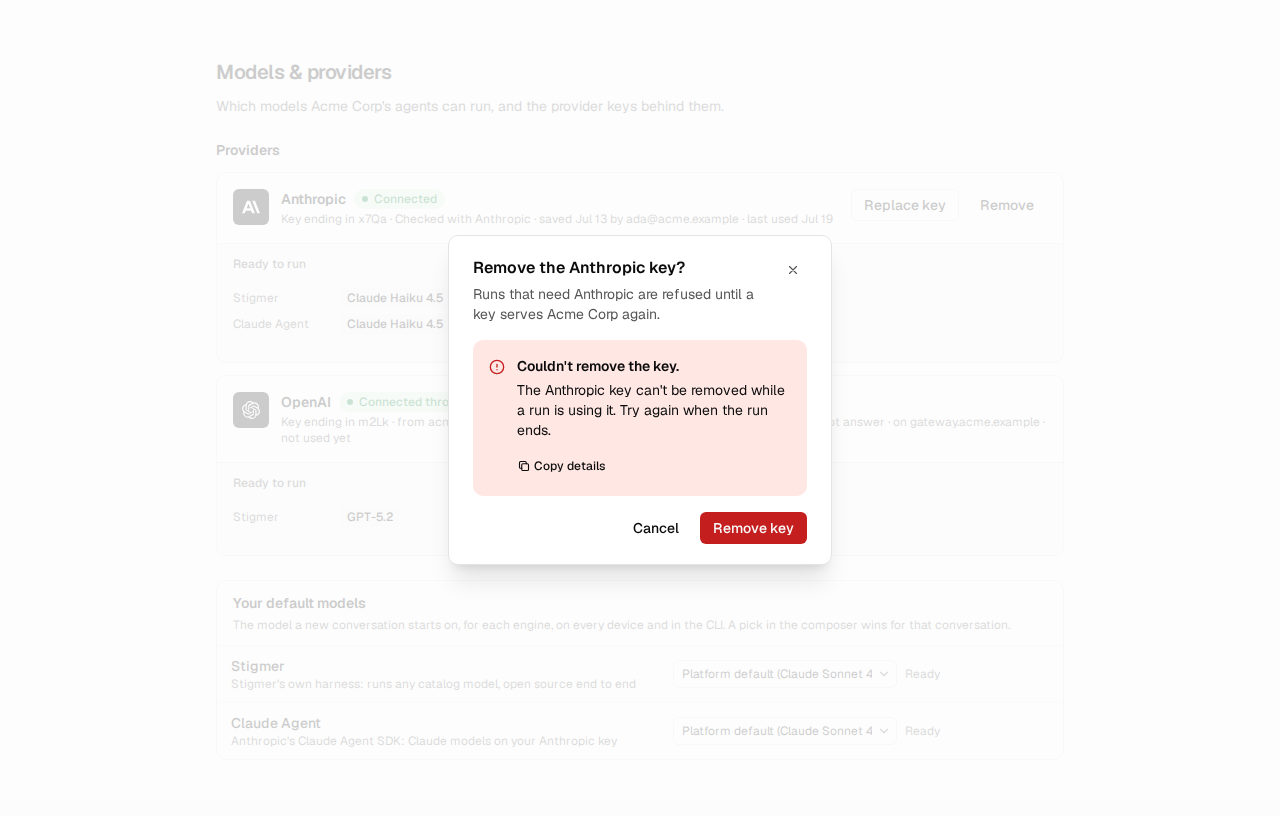 Models & providers
Which models Acme Corp's agents can run, and the provider keys behind them.
Providers
Anthropic
Connected
Key ending in x7Qa · Checked with Anthropic · saved Jul 13 by ada@acme.example · last used Jul 19
Replace key
Remove
Ready to run
Stigmer
Claude Haiku 4.5
Claude Agent
Claude Haiku 4.5
Remove the Anthropic key?
Runs that need Anthropic are refused until a
key serves Acme Corp again.
Couldn't remove the key.
The Anthropic key can't be removed while
a run is using it. Try again when the run
ends.
Copy details
Cancel
Remove key
OpenAI
Connected
Key ending in m2Lk · from
answer · on gateway.acme.example ·
not used yet
Ready to run
Stigmer
GPT-5.2
Your default models
The model a new conversation starts on, for each engine, on every device and in the CLI. A pick in the composer wins for that conversation.
Stigmer
Stigmer's own harness: runs any catalog model, open source end to end
Platform default (Claude Sonnet 4
Ready
Claude Agent
Anthropic's Claude Agent SDK: Claude models on your Anthropic key
Platform default (Claude Sonnet 4
Ready